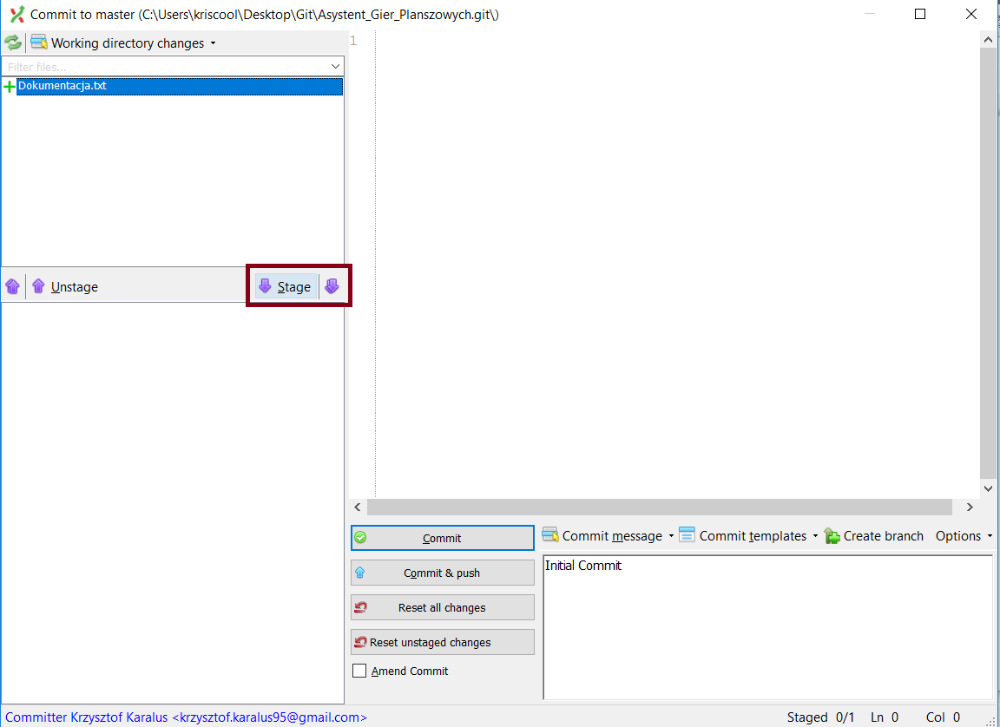 Commit to master (C:\Users\kriscool\Desktop\Git\Asystent_Gier_Planszowych.git\)
Working directory changes
Filter files...
Dokumentacja.txt
Unstage
Stage
1
Commit
Commit & push
Reset all changes
Reset unstaged changes
Amend Commit
Commit message
Commit templates
Create branch
Options
Initial Commit
Committer Krzysztof Karalus <krzysztof.karalus95@gmail.com>
Staged 0/1
Ln 0
Col 0